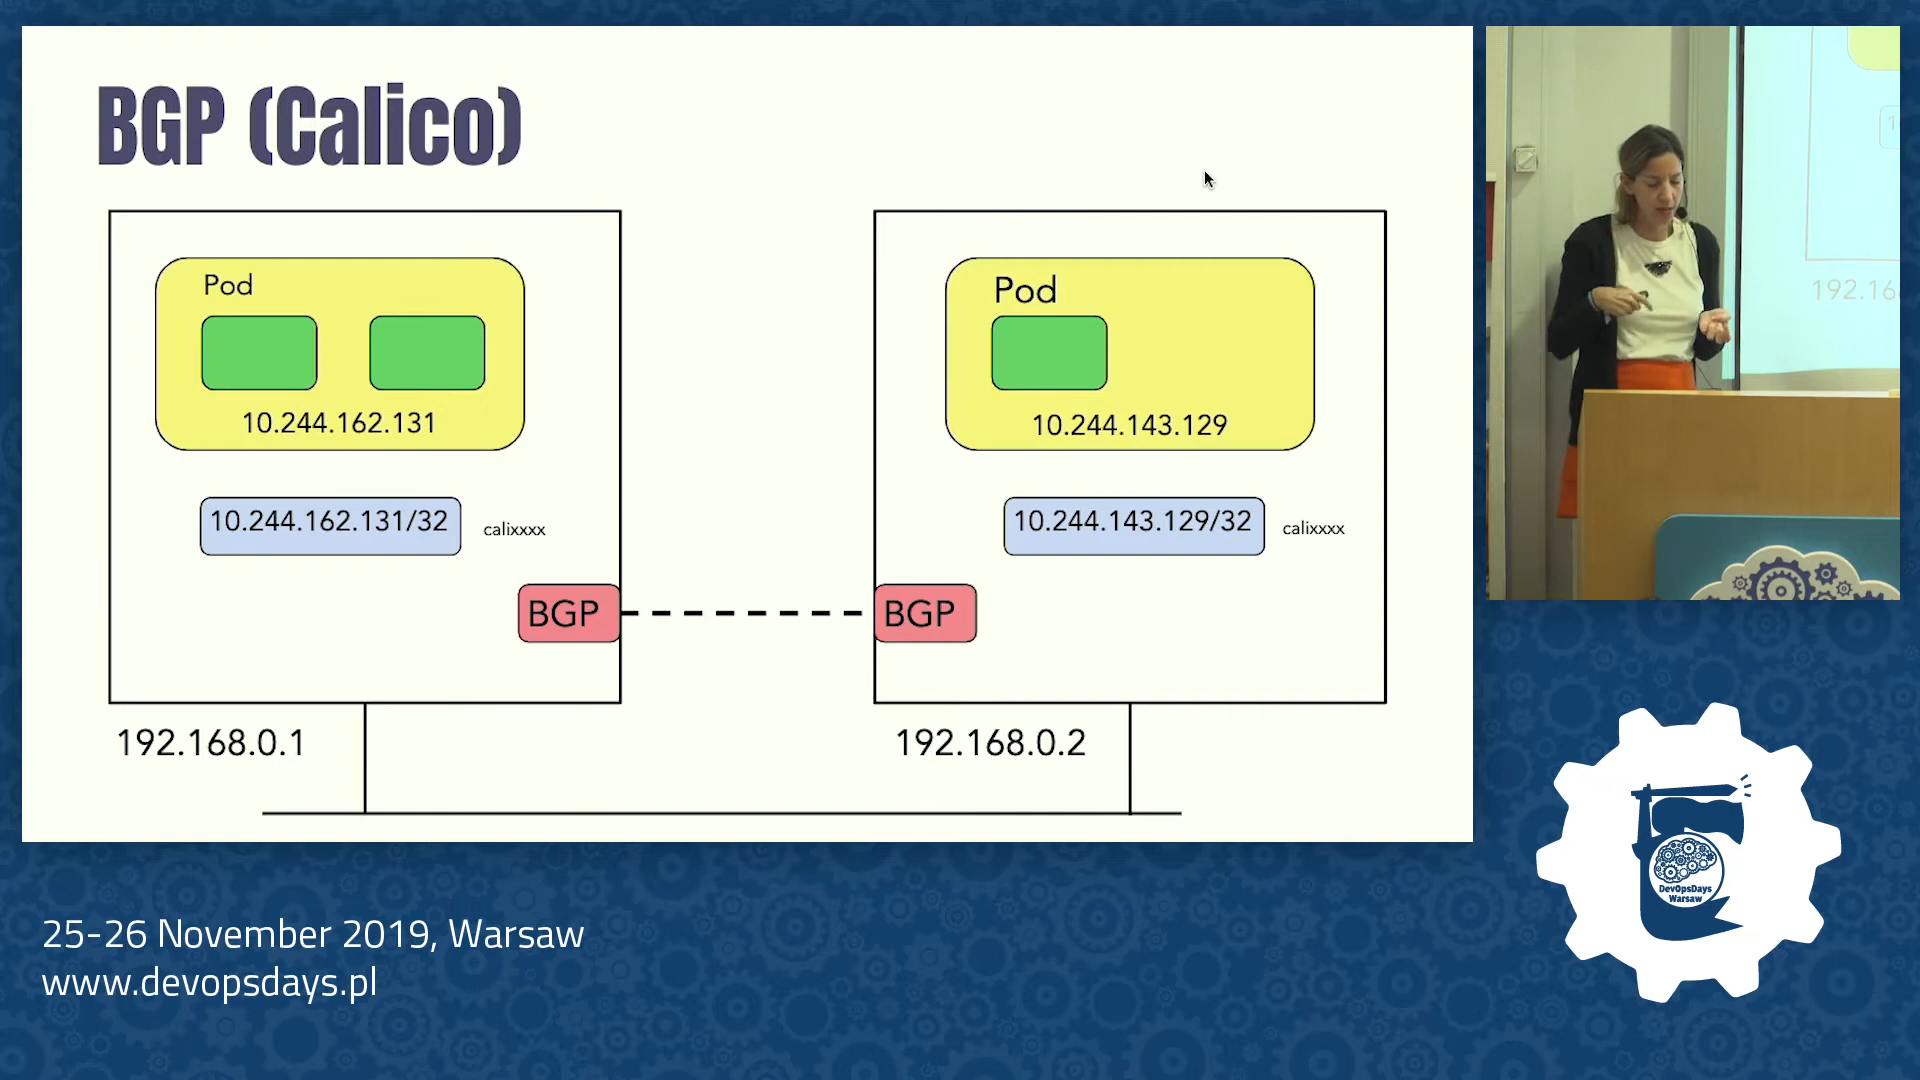 BGP (Calico)
Pod
10.244.162.131
10.244.162.131/32
calixxxx
BGP
192.168.0.1
Pod
10.244.143.129
10.244.143.129/32
calixxxx
BGP
192.168.0.2
192.168
25-26 November 2019, Warsaw
www.devopsdays.pl
DevOpsDays
Warsaw